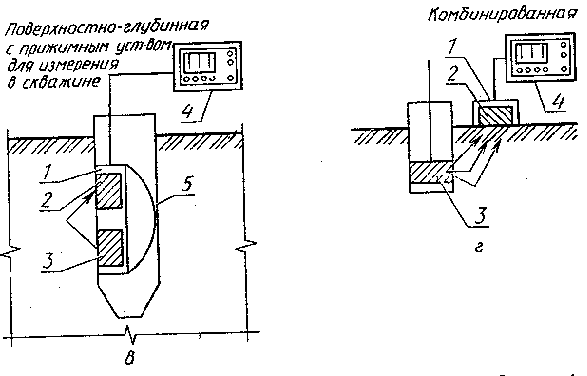 Поверхностно-глубинная
с прижимным уст-вом
для измерения
в скважине
4
1
2
3
5
в
Комбинированная
1
2
4
3
г